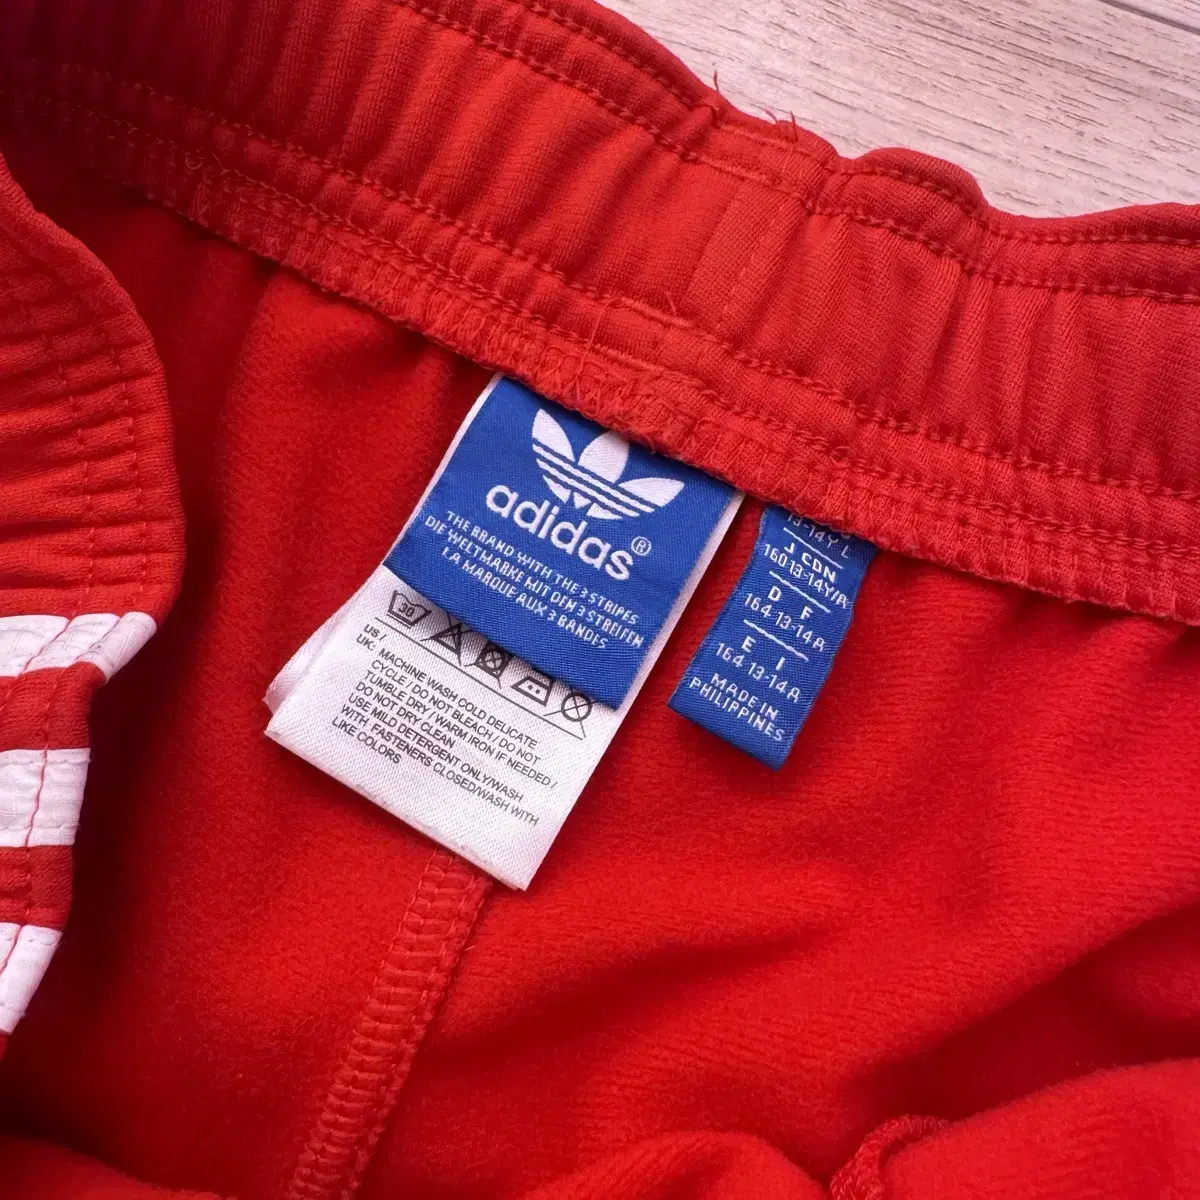 adidas®
THE BRAND WITH THE 3 STRIPES
DIE WELTMARKE MIT DEN 3 STREIFEN
LA MARQUE AUX 3 BANDES
30
US /
UK: MACHINE WASH COLD DELICATE
CYCLE / DO NOT BLEACH / DO NOT
TUMBLE DRY / WARM IRON IF NEEDED /
DO NOT DRY CLEAN
USE MILD DETERGENT ONLY/WASH
WITH FASTENERS CLOSED/WASH WITH
LIKE COLORS
13-14Y L
J CDN
160 13-14Y/A
D F
164 13-14A
E I
164 13-14A
MADE IN
PHILIPPINES